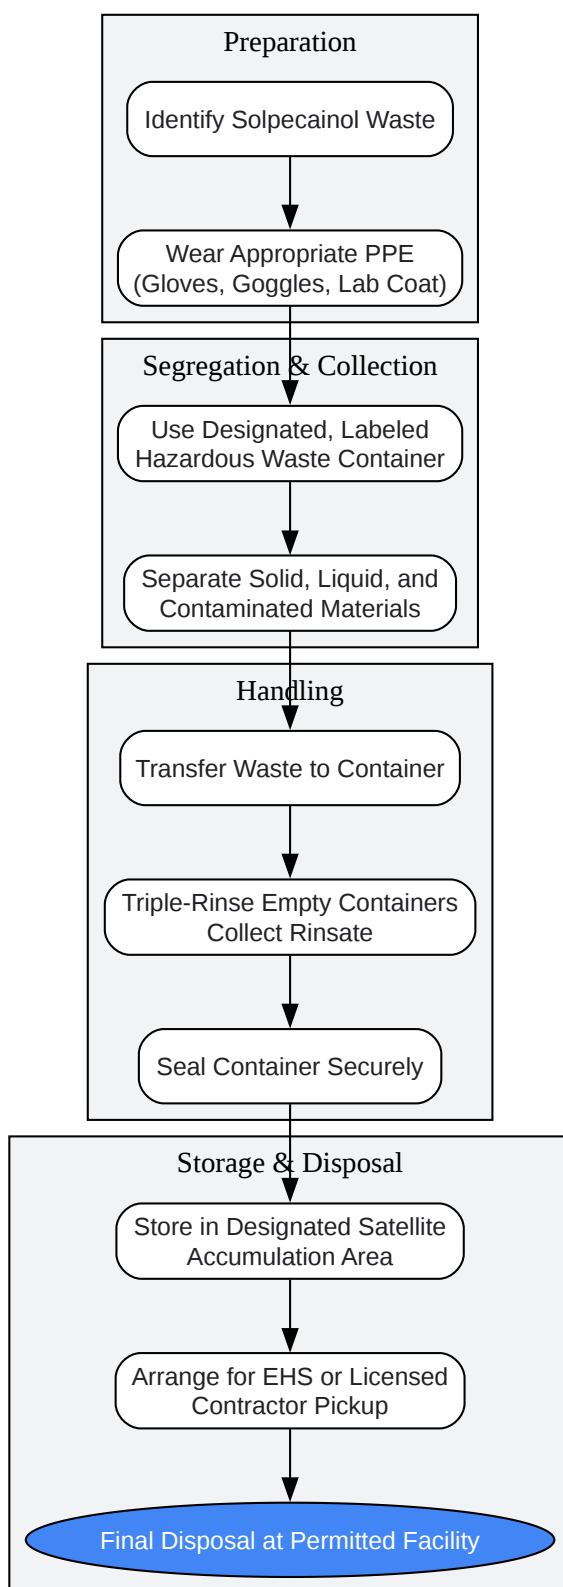 Preparation
Identify Solpecainol Waste
Wear Appropriate PPE
(Gloves, Goggles, Lab Coat)
Segregation & Collection
Use Designated, Labeled
Hazardous Waste Container
Separate Solid, Liquid, and
Contaminated Materials
Handling
Transfer Waste to Container
Triple-Rinse Empty Containers
Collect Rinsate
Seal Container Securely
Storage & Disposal
Store in Designated Satellite
Accumulation Area
Arrange for EHS or Licensed
Contractor Pickup
Final Disposal at Permitted Facility